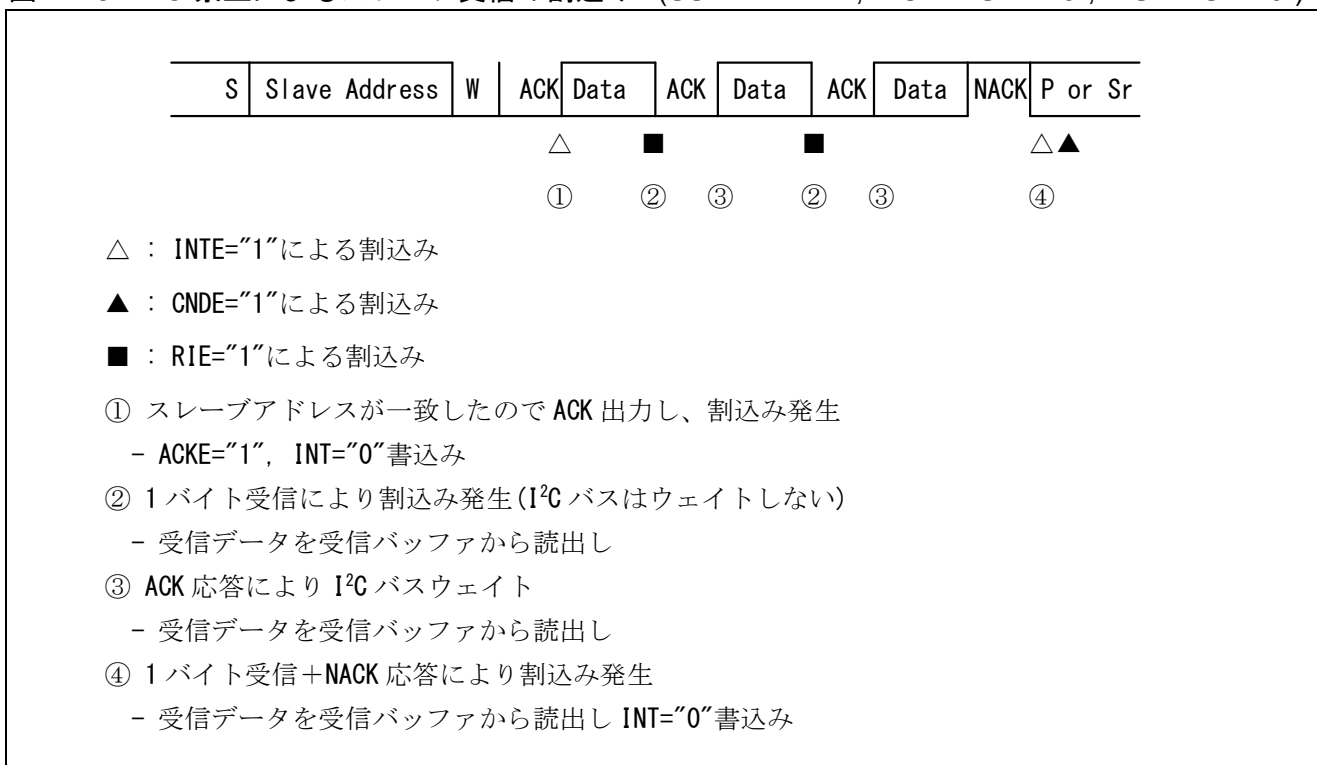 S Slave Address W ACK Data ACK Data ACK Data NACK P or Sr
△ ■ ■ △▲
① ② ③ ② ③ ④
△ : INTE="1"による割込み
▲ : CNDE="1"による割込み
■ : RIE="1"による割込み
① スレーブアドレスが一致したので ACK 出力し、割込み発生
- ACKE="1", INT="0"書込み
② 1 バイト受信により割込み発生(I²C バスはウェイトしない)
- 受信データを受信バッファから読出し
③ ACK 応答により I²C バスウェイト
- 受信データを受信バッファから読出し
④ 1 バイト受信+NACK 応答により割込み発生
- 受信データを受信バッファから読出し INT="0"書込み